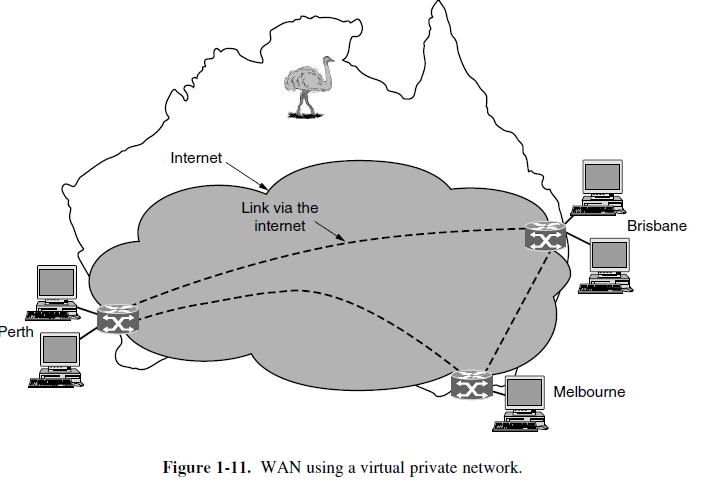 Internet
Link via the
internet
Brisbane
Perth
Melbourne
Figure 1-11. WAN using a virtual private network.